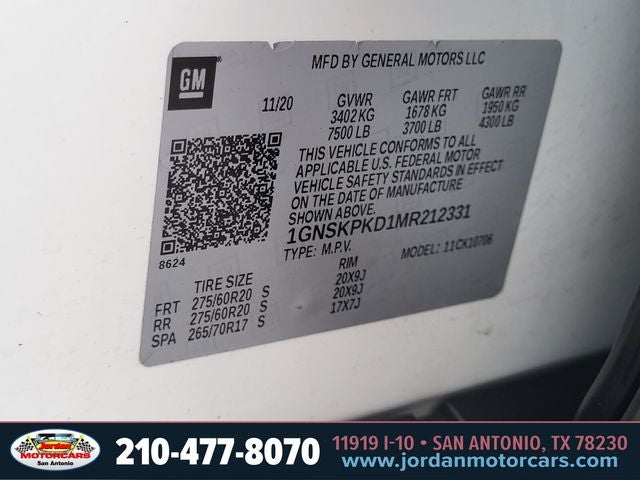 GM
MFD BY GENERAL MOTORS LLC
11/20 GVWR GAWR FRT GAWR RR
3402 KG 1678 KG 1950 KG
7500 LB 3700 LB 4300 LB
THIS VEHICLE CONFORMS TO ALL
APPLICABLE U.S. FEDERAL MOTOR
VEHICLE SAFETY STANDARDS IN EFFECT
ON THE DATE OF MANUFACTURE
SHOWN ABOVE.
1GNSKPKD1MR212331
8624
TYPE: M.P.V. MODEL: 11CK10706
TIRE SIZE RIM
FRT 275/60R20 S 20X9J
RR 275/60R20 S 20X9J
SPA 265/70R17 S 17X7J
Jordan
MOTORCARS
San Antonio
210-477-8070
11919 I-10 • SAN ANTONIO, TX 78230
www.jordanmotorcars.com